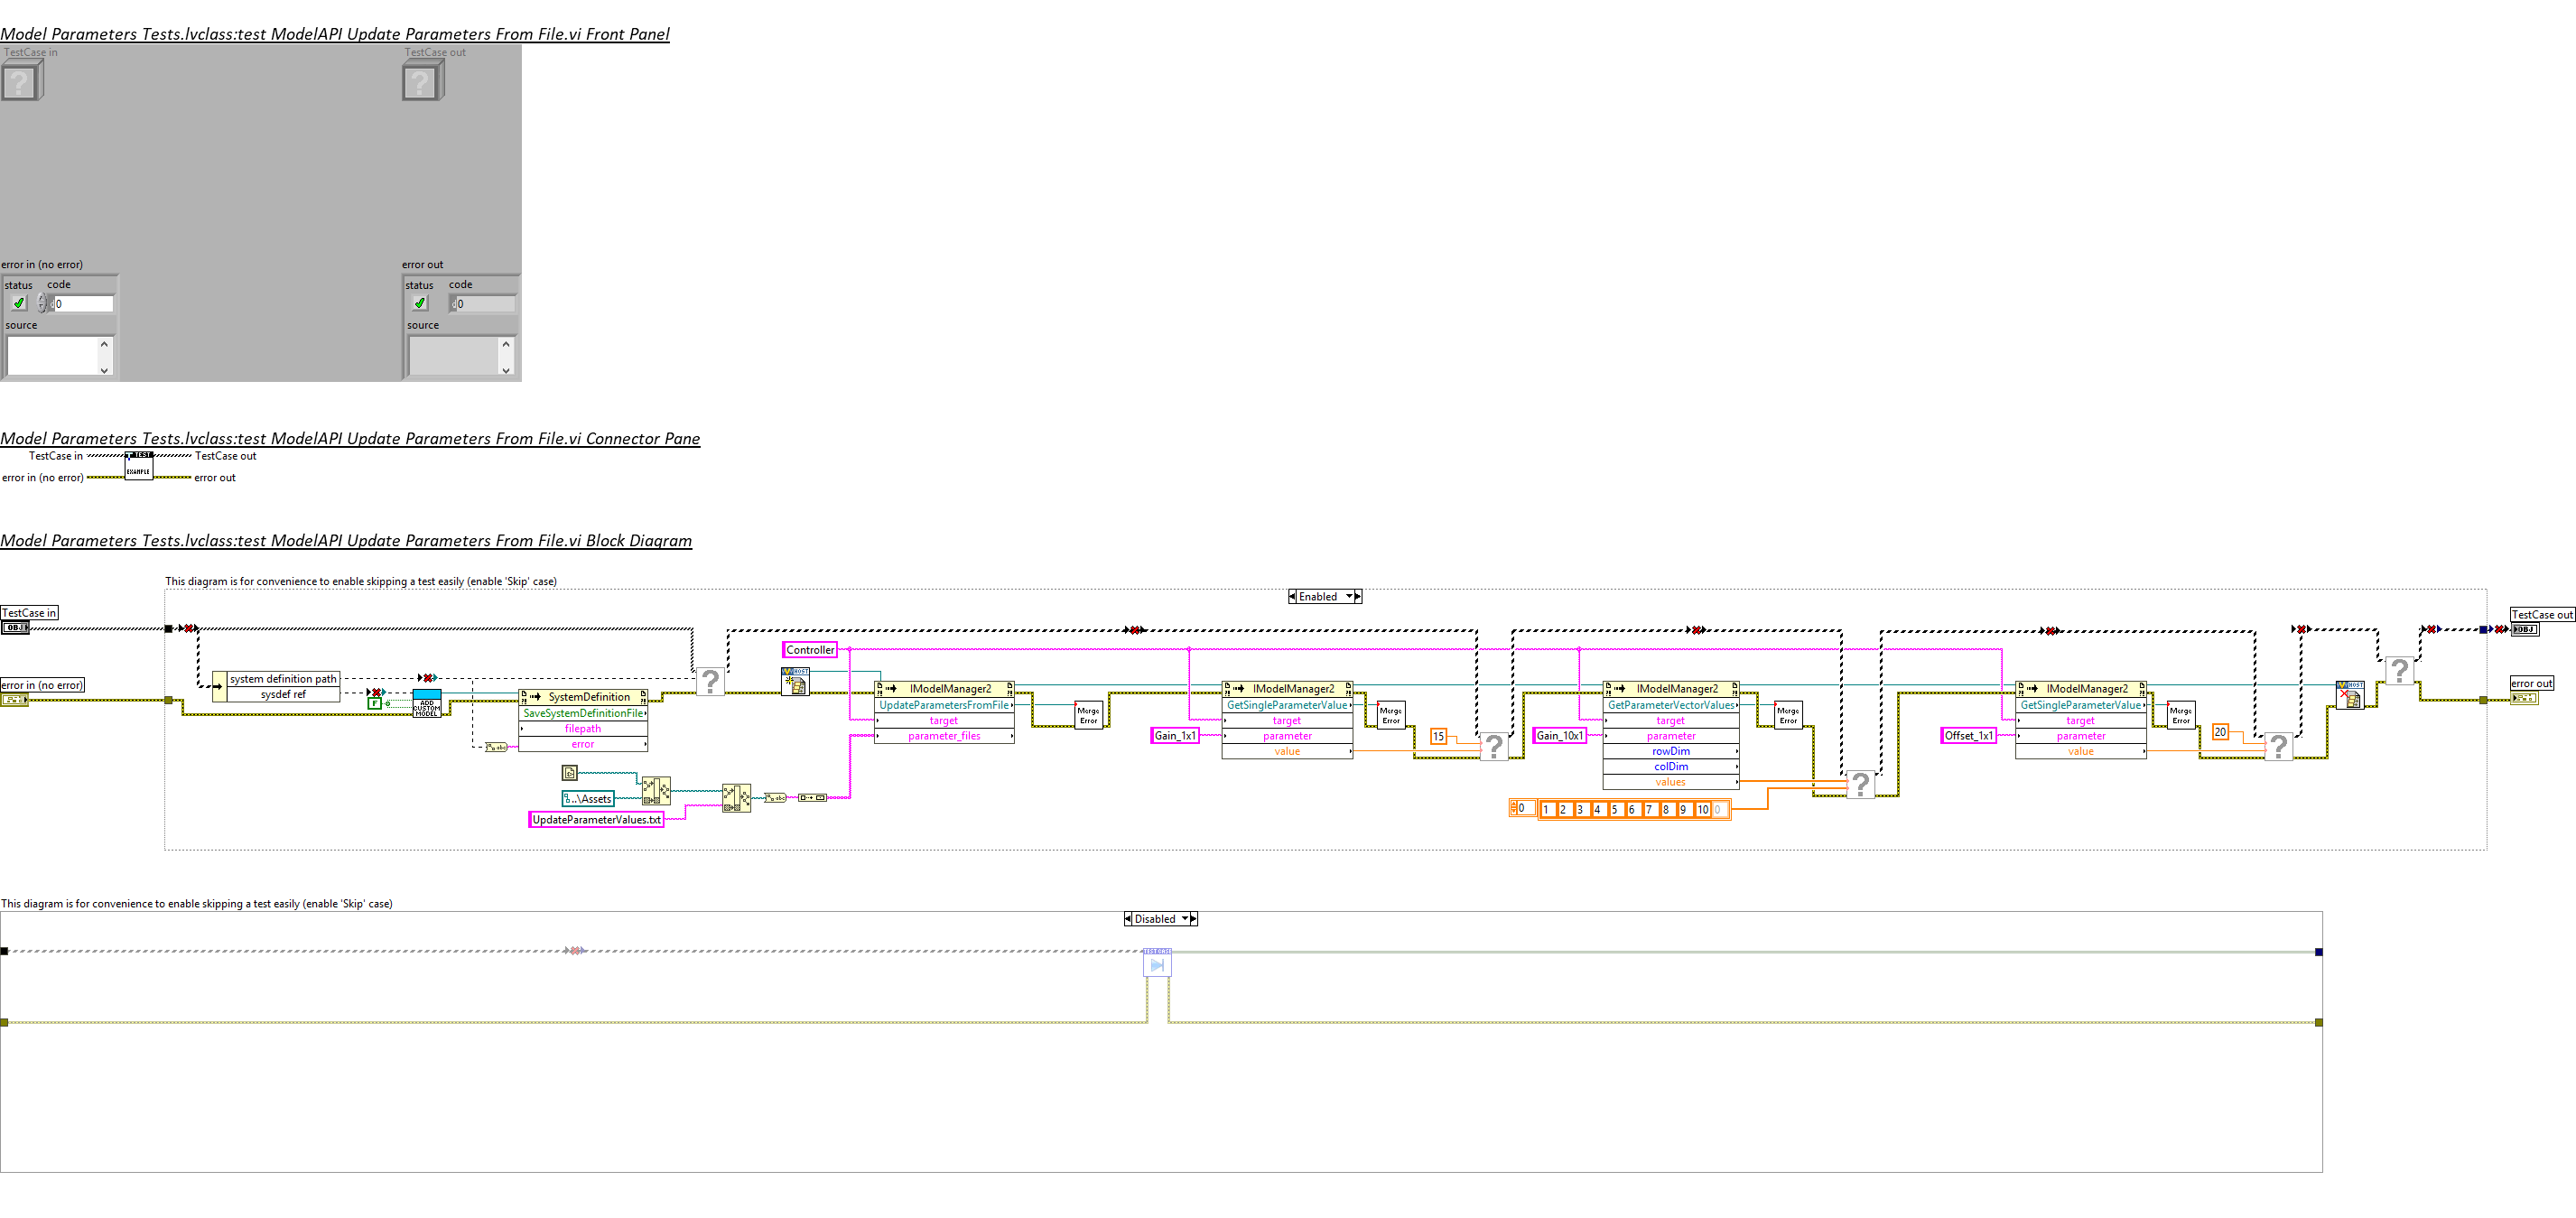 Model Parameters Tests.lvclass:test ModelAPI Update Parameters From File.vi Front Panel
TestCase in
TestCase out
?
?
error in (no error)
error out
status code
status code
0
0
source
source
Model Parameters Tests.lvclass:test ModelAPI Update Parameters From File.vi Connector Pane
TestCase in
TEST
TestCase out
error in (no error)
EXAMPLE
error out
Model Parameters Tests.lvclass:test ModelAPI Update Parameters From File.vi Block Diagram
This diagram is for convenience to enable skipping a test easily (enable 'Skip' case)
Enabled
TestCase in
OBJ
TestCase out
OBJ
Controller
system definition path
sysdef ref
error in (no error)
F
ADD CUSTOM MODEL
SystemDefinition
SaveSystemDefinitionFile
filepath
error
abc
?
HOST
IModelManager2
UpdateParametersFromFile
target
parameter_files
Merge Error
IModelManager2
GetSingleParameterValue
target
Gain_1x1
parameter
value
Merge Error
15
?
IModelManager2
GetParameterVectorValues
target
Gain_10x1
parameter
rowDim
colDim
values
Merge Error
?
0
1 2 3 4 5 6 7 8 9 10 0
IModelManager2
GetSingleParameterValue
target
Offset_1x1
parameter
value
Merge Error
20
?
HOST
?
error out
..\Assets
UpdateParameterValues.txt
abc
This diagram is for convenience to enable skipping a test easily (enable 'Skip' case)
Disabled